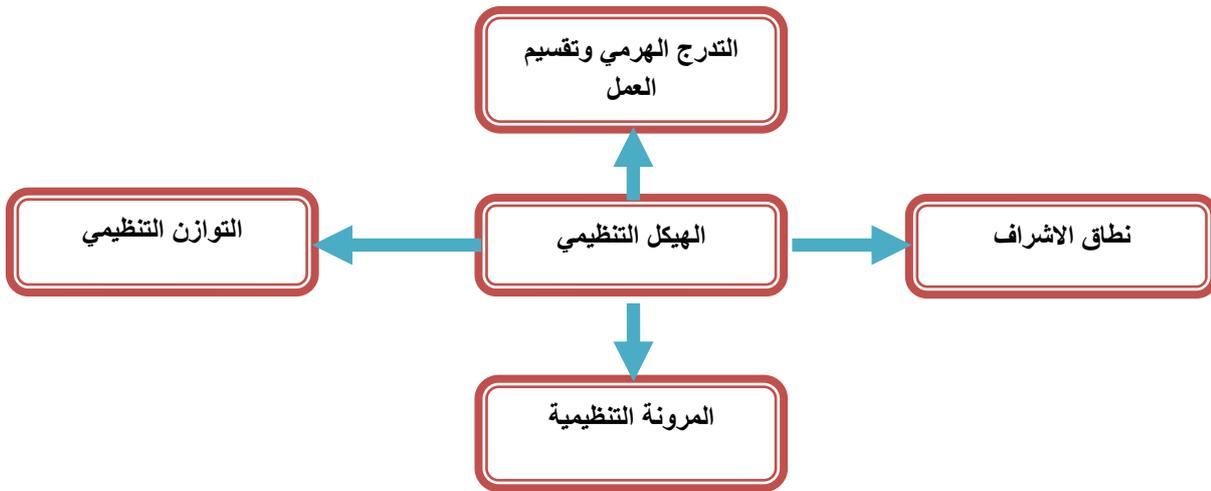 التدرج الهرمي وتقسيم
العمل
نطاق الاشراف
الهيكل التنظيمي
التوازن التنظيمي
المرونة التنظيمية